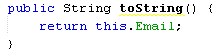 public String toString() {
return this.Email;
}